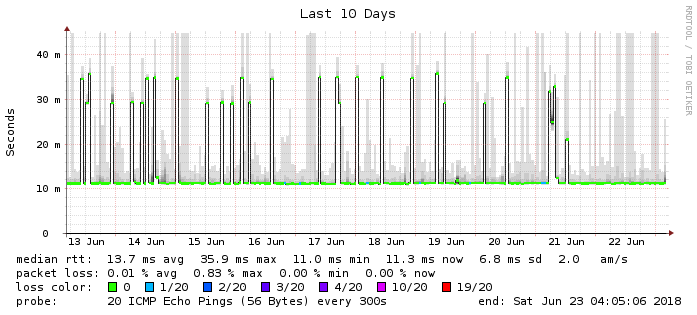 Last 10 Days
RRDTOOL / TOBI OETIKER
Seconds
40 m
30 m
20 m
10 m
0
13 Jun 14 Jun 15 Jun 16 Jun 17 Jun 18 Jun 19 Jun 20 Jun 21 Jun 22 Jun
median rtt: 13.7 ms avg 35.9 ms max 11.0 ms min 11.3 ms now 6.8 ms sd 2.0 am/s
packet loss: 0.01 % avg 0.83 % max 0.00 % min 0.00 % now
loss color: 0 1/20 2/20 3/20 4/20 10/20 19/20
probe: 20 ICMP Echo Pings (56 Bytes) every 300s end: Sat Jun 23 04:05:06 2018